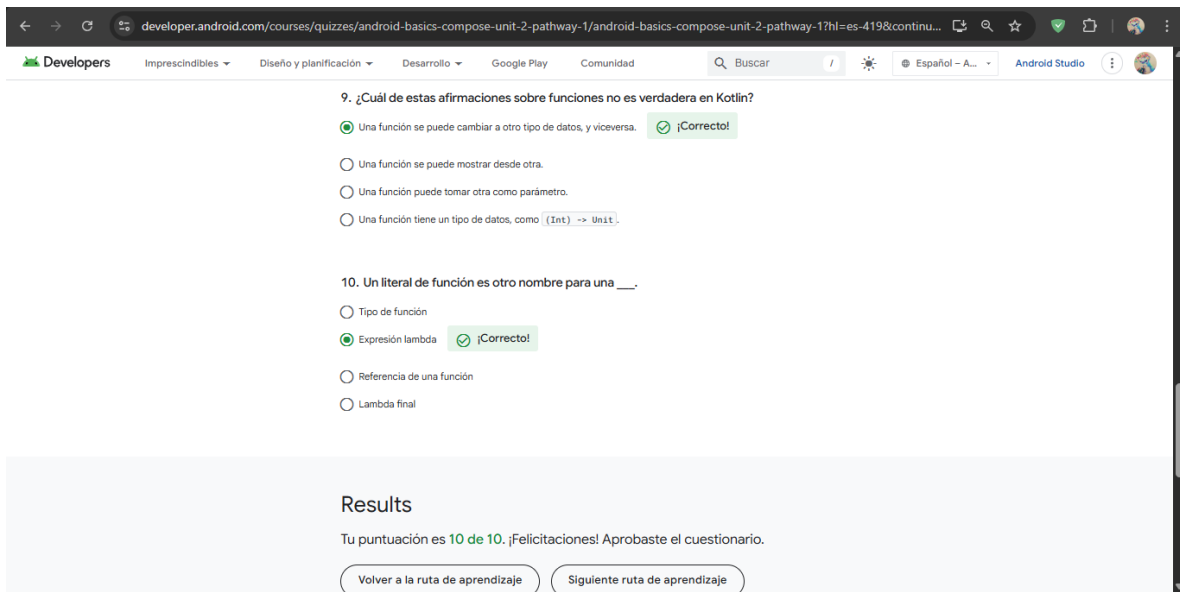 developer.android.com/courses/quizzes/android-basics-compose-unit-2-pathway-1/android-basics-compose-unit-2-pathway-1?hl=es-419&continu...
Developers Imprescindibles Diseño y planificación Desarrollo Google Play Comunidad Buscar / Español – A... Android Studio
9. ¿Cuál de estas afirmaciones sobre funciones no es verdadera en Kotlin?
Una función se puede cambiar a otro tipo de datos, y viceversa. ¡Correcto!
Una función se puede mostrar desde otra.
Una función puede tomar otra como parámetro.
Una función tiene un tipo de datos, como (Int) -> Unit.
10. Un literal de función es otro nombre para una ___.
Tipo de función
Expresión lambda ¡Correcto!
Referencia de una función
Lambda final
Results
Tu puntuación es 10 de 10. ¡Felicitaciones! Aprobaste el cuestionario.
Volver a la ruta de aprendizaje Siguiente ruta de aprendizaje